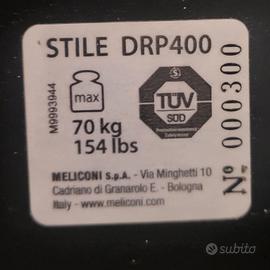 STILE DRP400
M9993944
max
70 kg
154 lbs
S
TÜV
SÜD
Nº 000300
MELICONI S.p.A. - Via Minghetti 10
Cadriano di Granarolo E. - Bologna
Italy - www.meliconi.com
subito